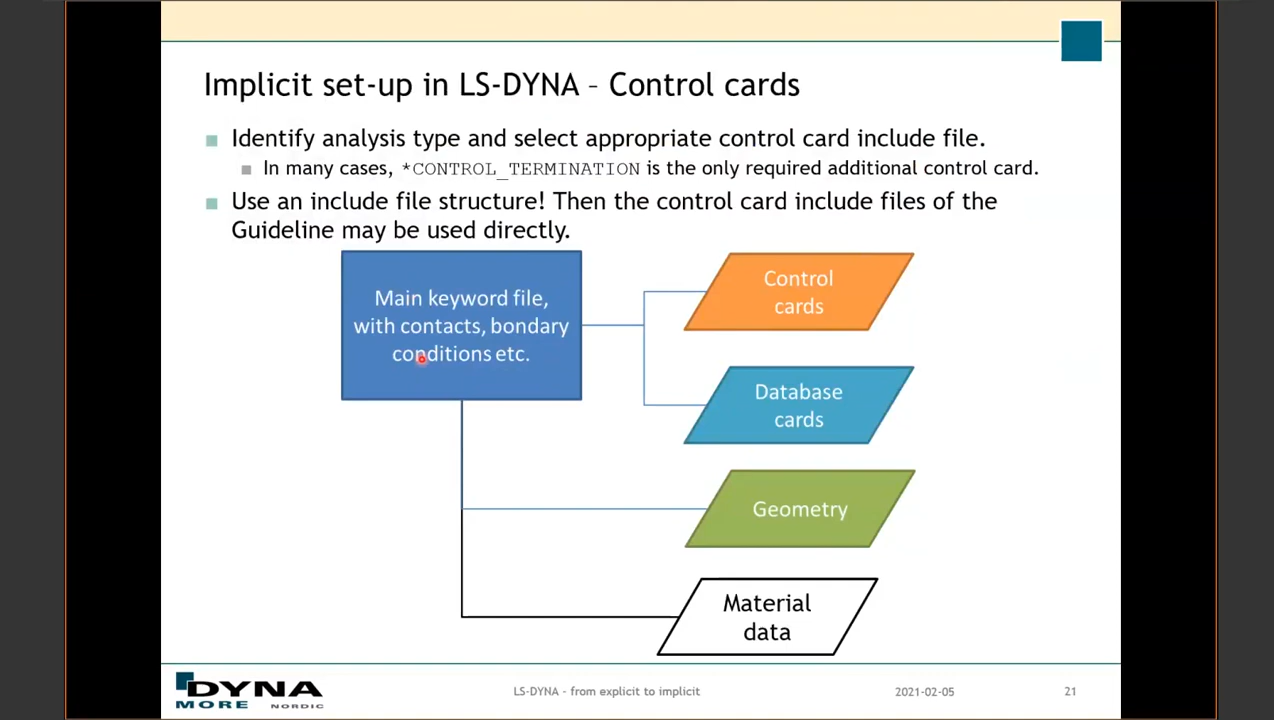 Implicit set-up in LS-DYNA – Control cards
Identify analysis type and select appropriate control card include file.
In many cases, *CONTROL_TERMINATION is the only required additional control card.
Use an include file structure! Then the control card include files of the
Guideline may be used directly.
Main keyword file,
with contacts, bondary
conditions etc.
Control
cards
Database
cards
Geometry
Material
data
DYNA
MORE NORDIC
LS-DYNA - from explicit to implicit
2021-02-05
21